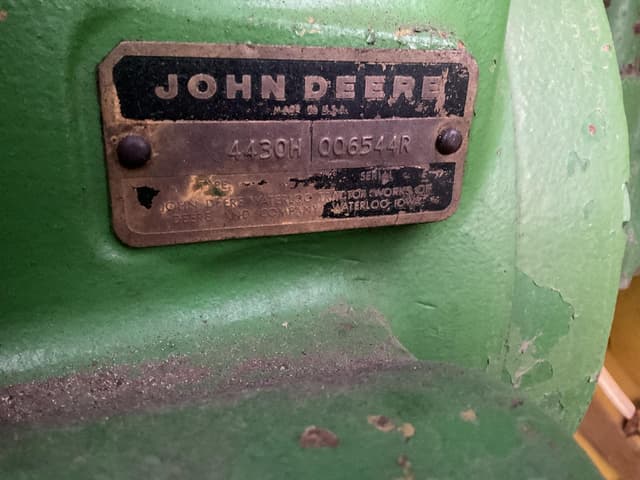 JOHN DEERE
MADE IN U.S.A.
4430H 006544R
SERIAL
JOHN DEERE WATERLOO TRACTOR WORKS OF
DEERE AND COMPANY WATERLOO, IOWA